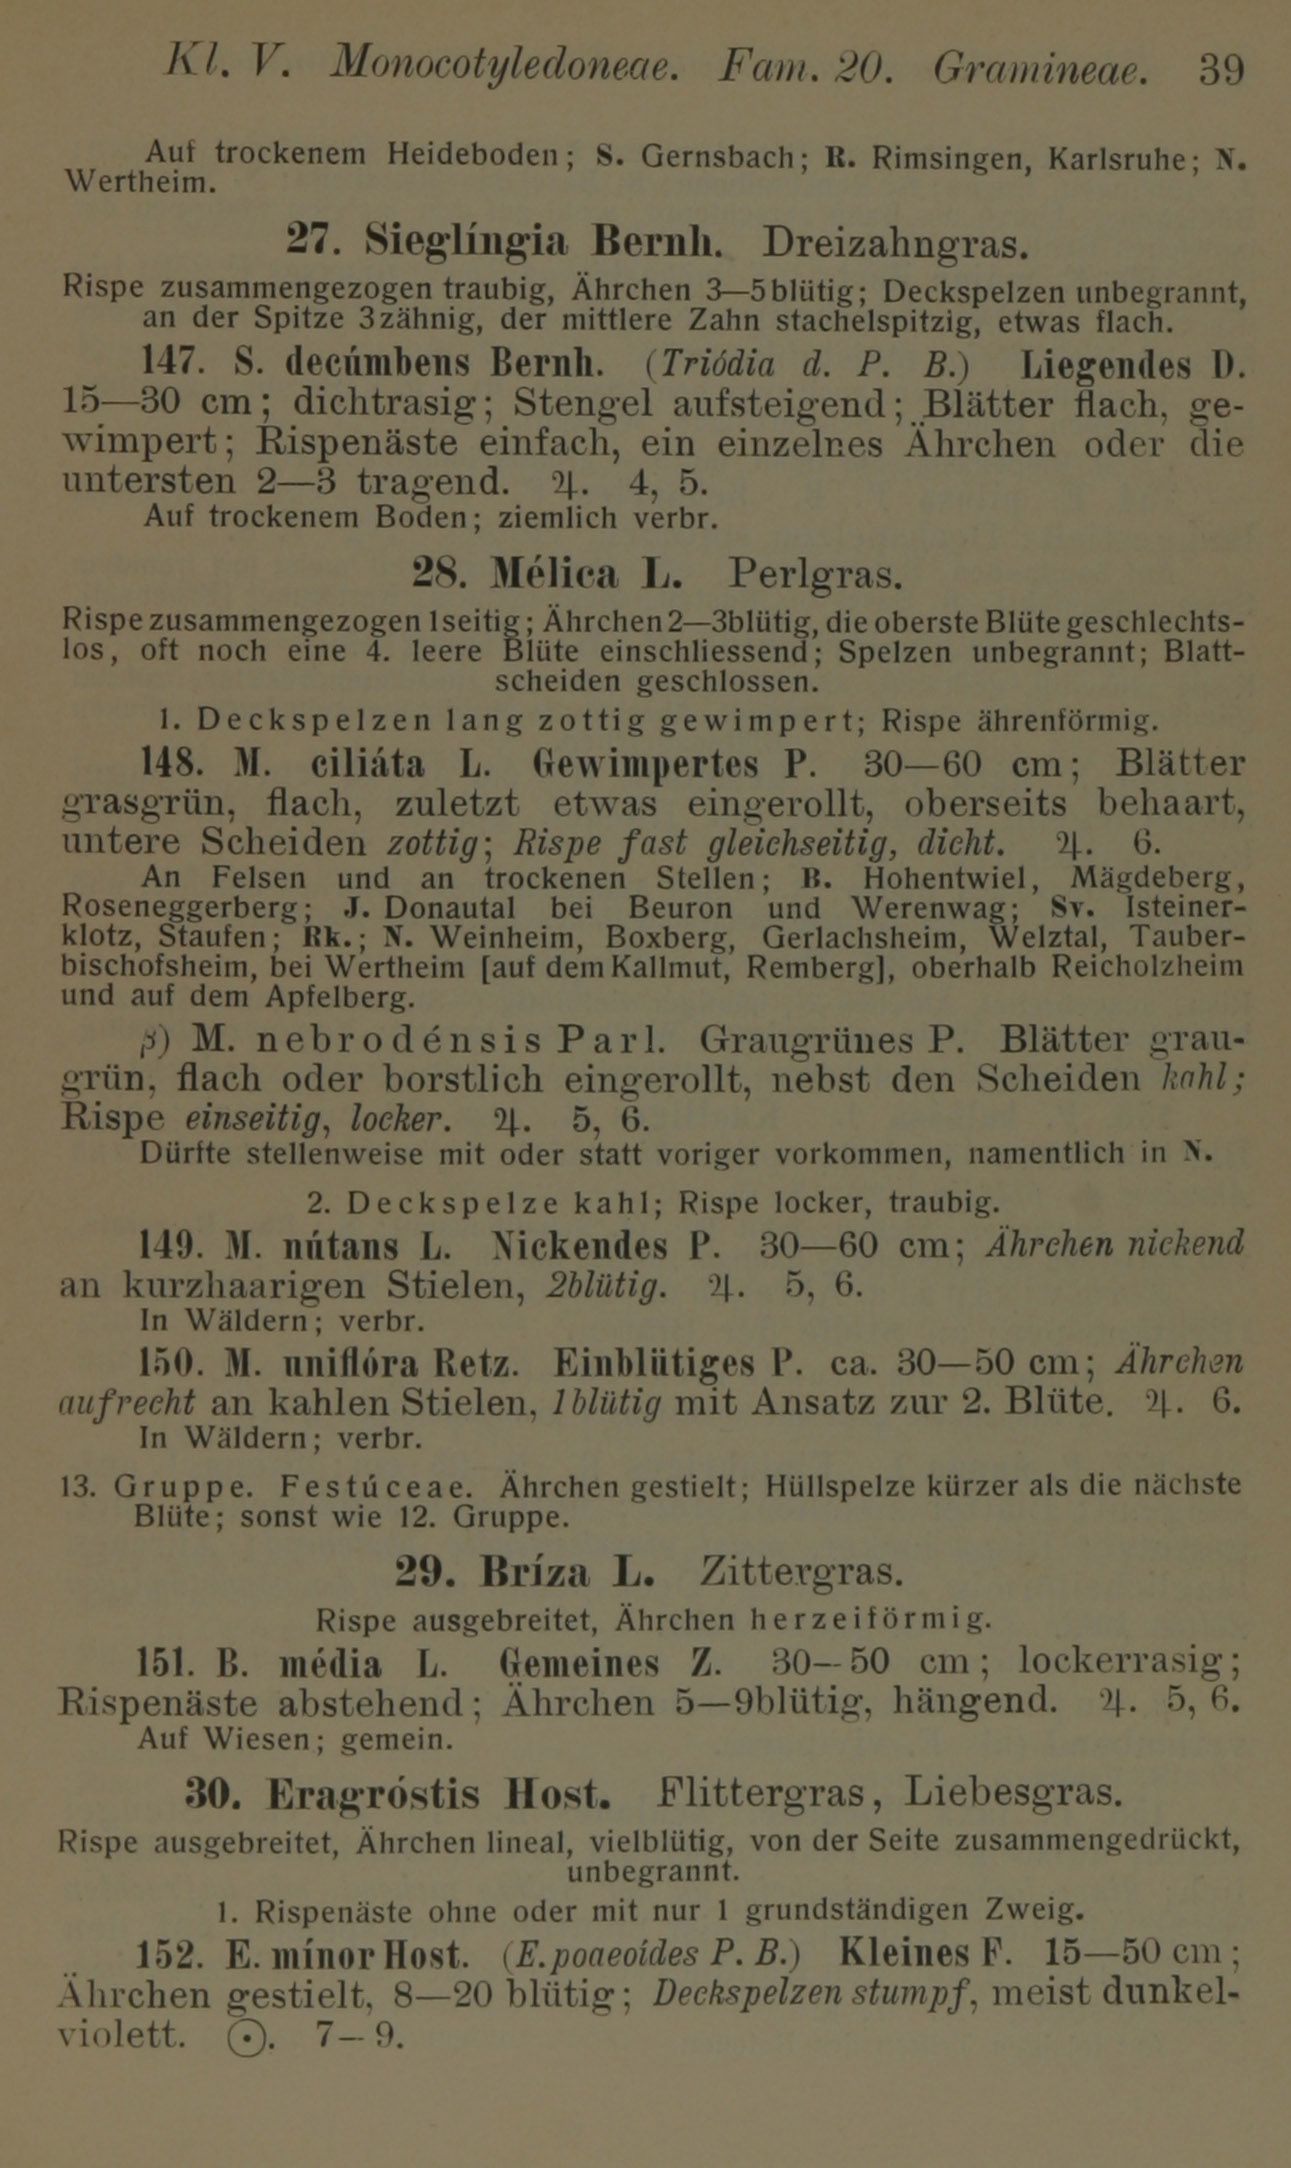 Kl. V. Monocotyledoneae. Fam. 20. Gramineae. 39
Auf trockenem Heideboden; S. Gernsbach; R. Rimsingen, Karlsruhe; N.
Wertheim.
27. Sieglíngia Bernh. Dreizahngras.
Rispe zusammengezogen traubig, Ährchen 3—5blütig; Deckspelzen unbegrannt,
an der Spitze 3zähnig, der mittlere Zahn stachelspitzig, etwas flach.
147. S. decúmbens Bernh. (Triódia d. P. B.) Liegendes D.
15—30 cm; dichtrasig; Stengel aufsteigend; Blätter flach, ge-
wimpert; Rispenäste einfach, ein einzelnes Ährchen oder die
untersten 2—3 tragend. ♃. 4, 5.
Auf trockenem Boden; ziemlich verbr.
28. Mélica L. Perlgras.
Rispe zusammengezogen 1seitig; Ährchen 2—3blütig, die oberste Blüte geschlechts-
los, oft noch eine 4. leere Blüte einschliessend; Spelzen unbegrannt; Blatt-
scheiden geschlossen.
1. Deckspelzen lang zottig gewimpert; Rispe ährenförmig.
148. M. ciliáta L. Gewimpertes P. 30—60 cm; Blätter
grasgrün, flach, zuletzt etwas eingerollt, oberseits behaart,
untere Scheiden zottig; Rispe fast gleichseitig, dicht. ♃. 6.
An Felsen und an trockenen Stellen; B. Hohentwiel, Mägdeberg,
Roseneggerberg; J. Donautal bei Beuron und Werenwag; Sv. Isteiner-
klotz, Staufen; Rk.; N. Weinheim, Boxberg, Gerlachsheim, Welztal, Tauber-
bischofsheim, bei Wertheim [auf dem Kallmut, Remberg], oberhalb Reicholzheim
und auf dem Apfelberg.
β) M. nebrodénsis Parl. Graugrünes P. Blätter grau-
grün, flach oder borstlich eingerollt, nebst den Scheiden kahl;
Rispe einseitig, locker. ♃. 5, 6.
Dürfte stellenweise mit oder statt voriger vorkommen, namentlich in N.
2. Deckspelze kahl; Rispe locker, traubig.
149. M. nútans L. Nickendes P. 30—60 cm; Ährchen nickend
an kurzhaarigen Stielen, 2blütig. ♃. 5, 6.
In Wäldern; verbr.
150. M. uniflóra Retz. Einblütiges P. ca. 30—50 cm; Ährchen
aufrecht an kahlen Stielen, 1blütig mit Ansatz zur 2. Blüte. ♃. 6.
In Wäldern; verbr.
13. Gruppe. Festúceae. Ährchen gestielt; Hüllspelze kürzer als die nächste
Blüte; sonst wie 12. Gruppe.
29. Bríza L. Zittergras.
Rispe ausgebreitet, Ährchen herzeiförmig.
151. B. média L. Gemeines Z. 30—50 cm; lockerrasig;
Rispenäste abstehend; Ährchen 5—9blütig, hängend. ♃. 5, 6.
Auf Wiesen; gemein.
30. Eragróstis Host. Flittergras, Liebesgras.
Rispe ausgebreitet, Ährchen lineal, vielblütig, von der Seite zusammengedrückt,
unbegrannt.
1. Rispenäste ohne oder mit nur 1 grundständigen Zweig.
152. E. mínor Host. (E. poaeoídes P. B.) Kleines F. 15—50 cm;
Ährchen gestielt, 8—20 blütig; Deckspelzen stumpf, meist dunkel-
violett. ⊙. 7—9.